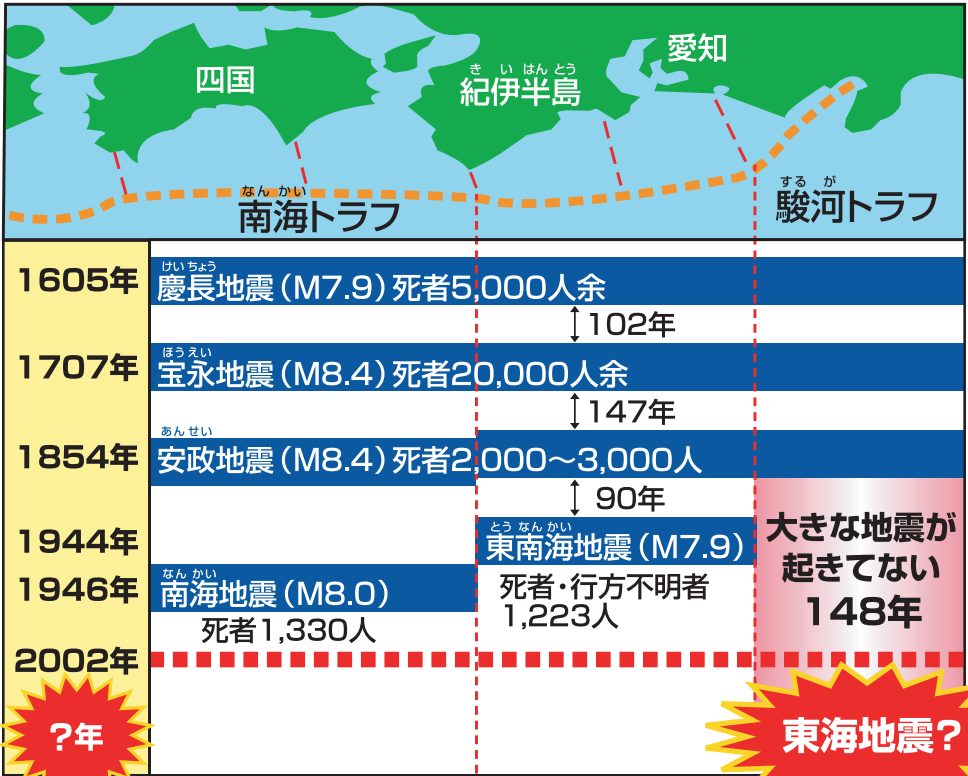 四国
きいはんとう
紀伊半島
愛知
なんかい
南海トラフ
するが
駿河トラフ
1605年
けいちょう
慶長地震(M7.9)死者5,000人余
102年
1707年
ほうえい
宝永地震(M8.4)死者20,000人余
147年
1854年
あんせい
安政地震(M8.4)死者2,000〜3,000人
90年
1944年
とうなんかい
東南海地震(M7.9)
死者・行方不明者
1,223人
1946年
なんかい
南海地震(M8.0)
死者1,330人
大きな地震が
起きてない
148年
2002年
?年
東海地震?